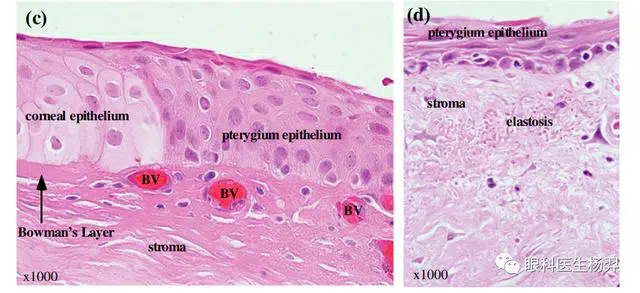 (c)
corneal epithelium
pterygium epithelium
BV
BV
BV
Bowman's Layer
stroma
x1000
(d)
pterygium epithelium
stroma
elastosis
x1000
眼科医生杨羿